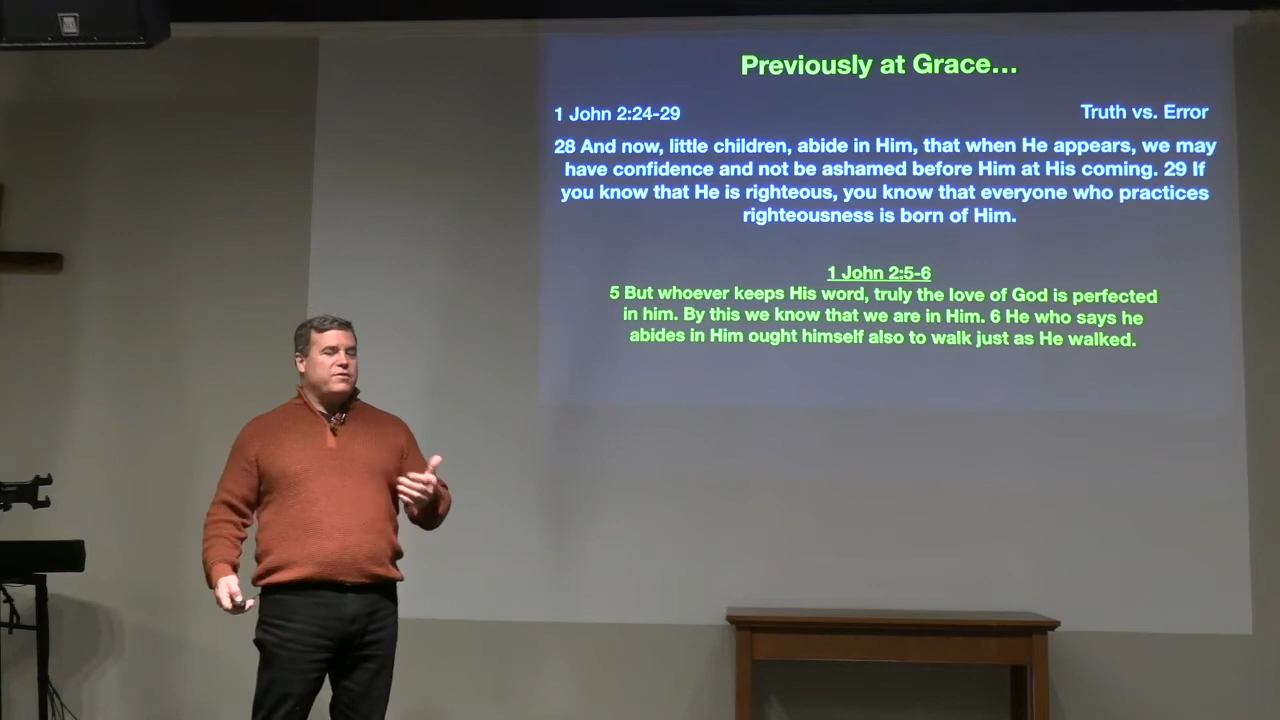 Previously at Grace…
1 John 2:24-29
Truth vs. Error
28 And now, little children, abide in Him, that when He appears, we may
have confidence and not be ashamed before Him at His coming. 29 If
you know that He is righteous, you know that everyone who practices
righteousness is born of Him.
1 John 2:5-6
5 But whoever keeps His word, truly the love of God is perfected
in him. By this we know that we are in Him. 6 He who says he
abides in Him ought himself also to walk just as He walked.